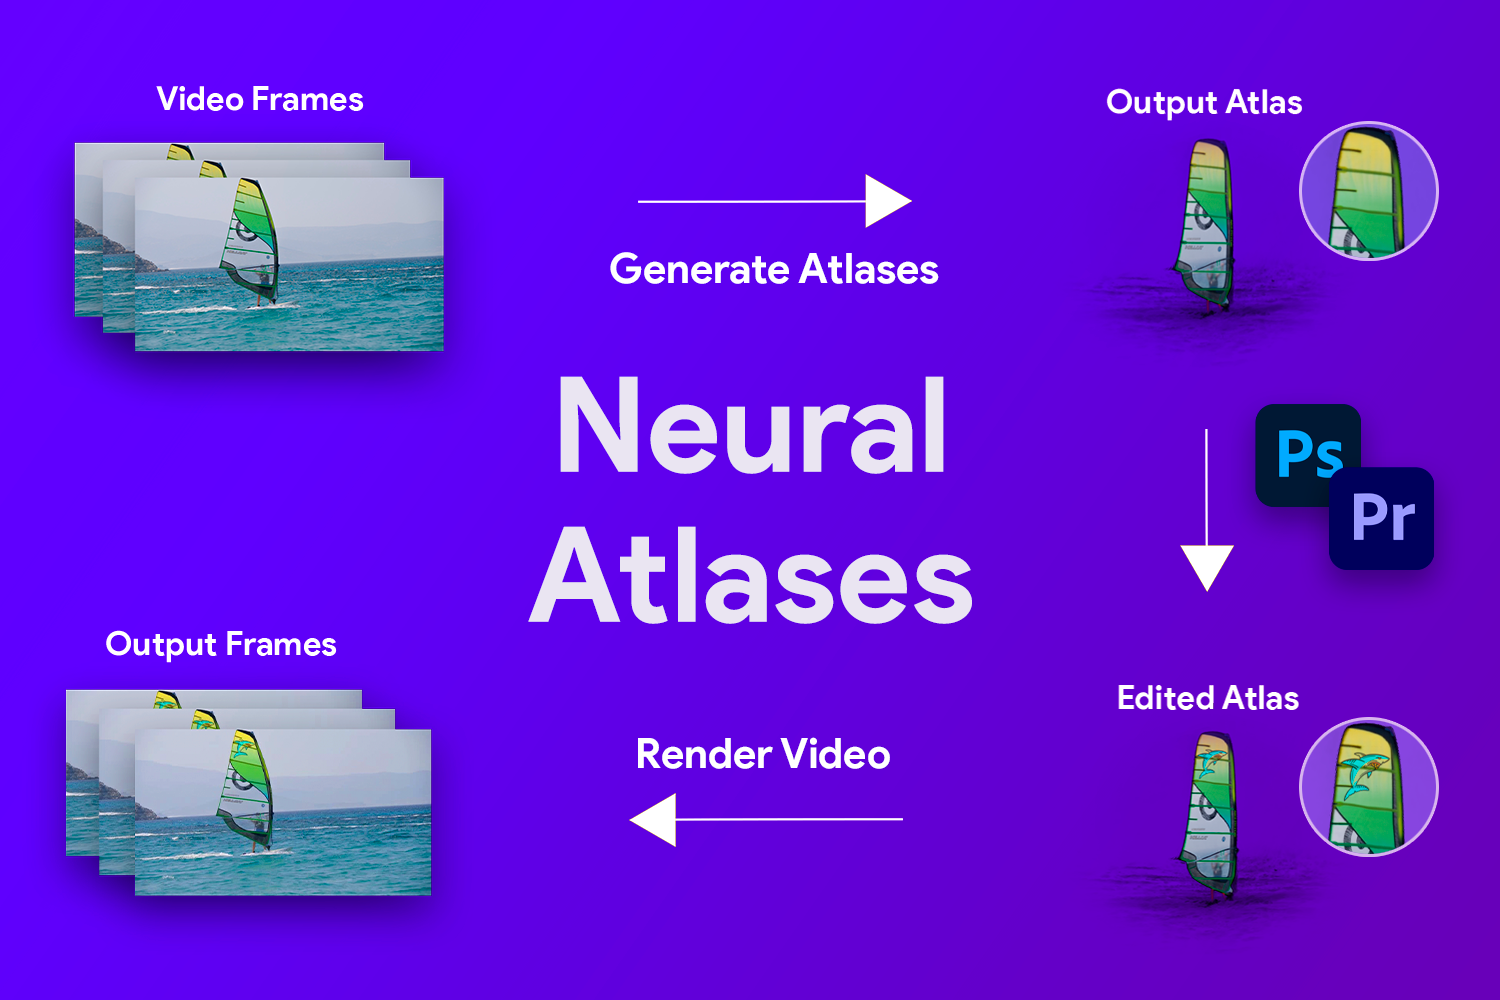 Video Frames
Output Atlas
Generate Atlases
Neural
Atlases
Ps
Pr
Output Frames
Edited Atlas
Render Video